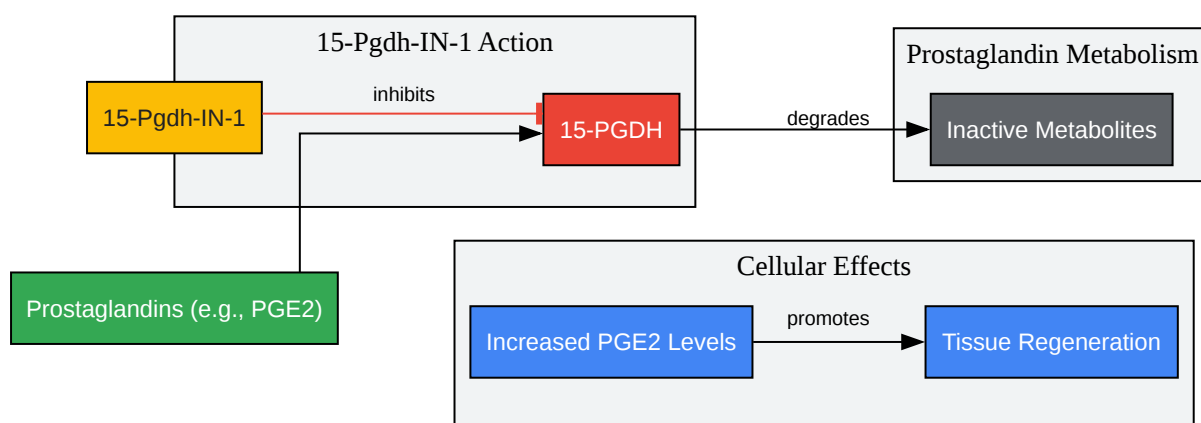 15-Pgdh-IN-1 Action
Prostaglandin Metabolism
15-Pgdh-IN-1
inhibits
15-PGDH
degrades
Inactive Metabolites
Prostaglandins (e.g., PGE2)
Cellular Effects
Increased PGE2 Levels
promotes
Tissue Regeneration